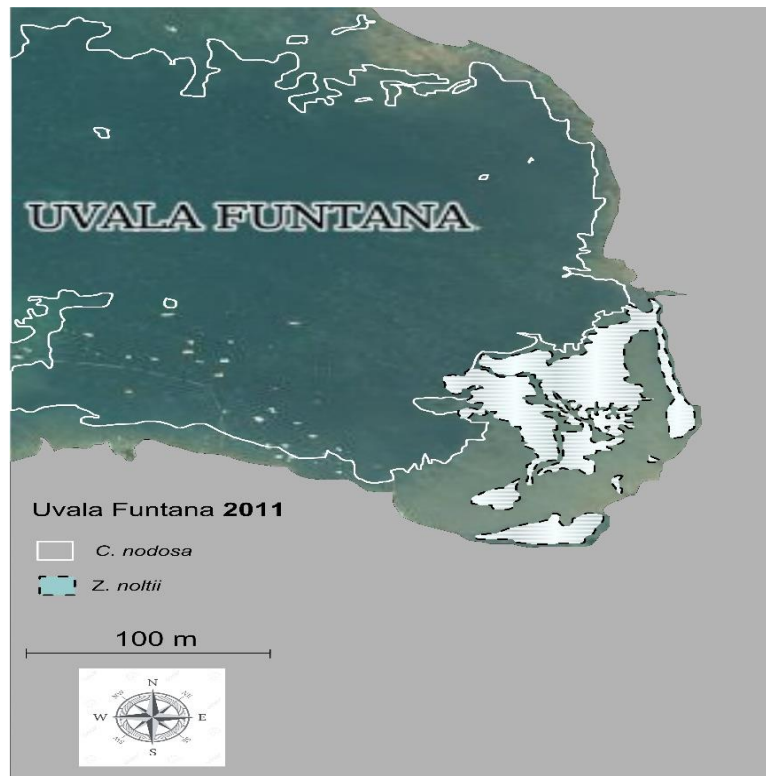 UVALA FUNTANA
Uvala Funtana 2011
C. nodosa
Z. noltii
100 m
N
W E
S